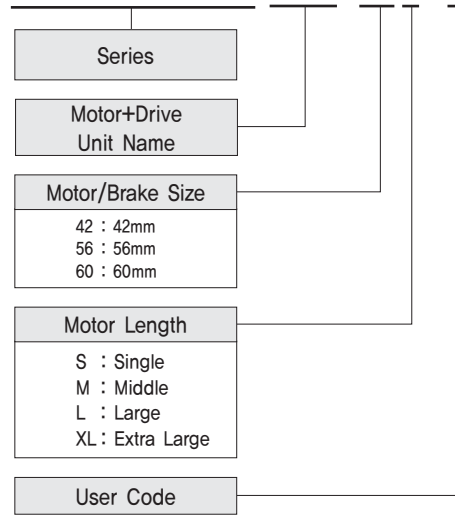 Series
Motor+Drive
Unit Name
Motor/Brake Size
42 : 42mm
56 : 56mm
60 : 60mm
Motor Length
S : Single
M : Middle
L : Large
XL : Extra Large
User Code